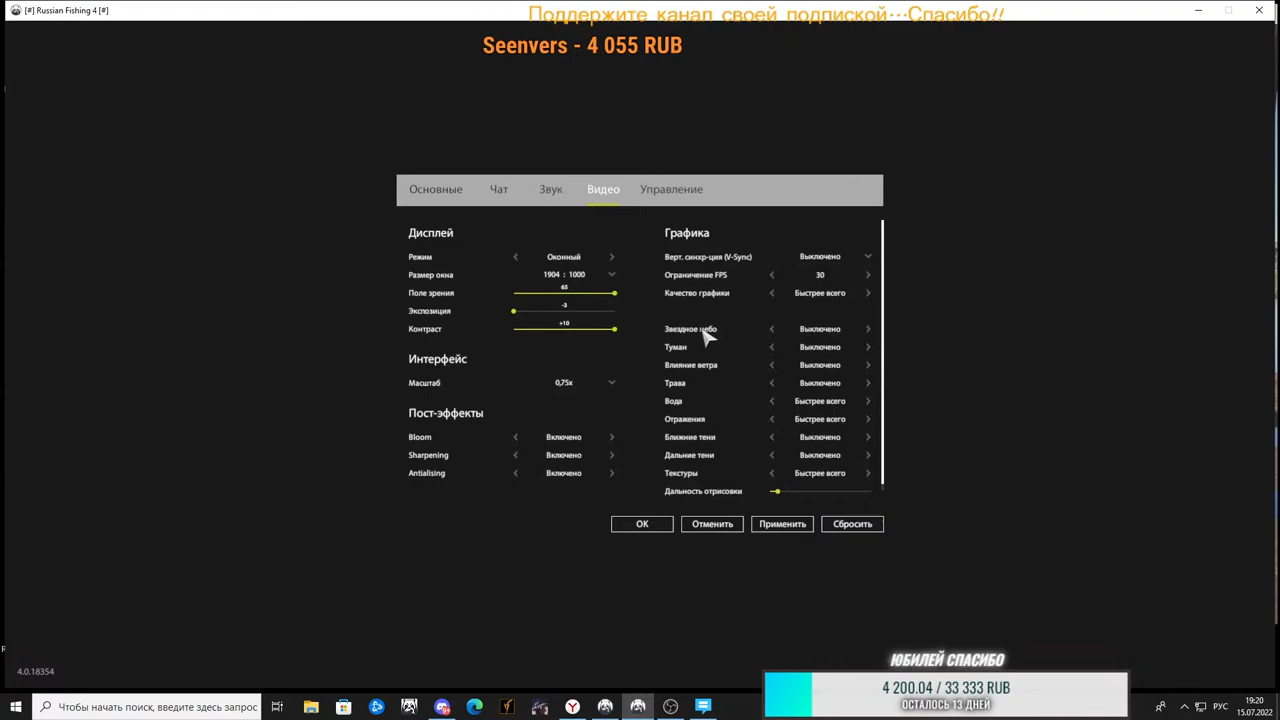 [#] Russian Fishing 4 [#]
Поддержите канал своей подпиской...Спасибо!!
Seenvers - 4 055 RUB
Основные Чат Звук Видео Управление
Дисплей
Режим Оконный
Размер окна 1904 : 1000
Поле зрения 65
Экспозиция -3
Контраст +10
Интерфейс
Масштаб 0,75x
Пост-эффекты
Bloom Включено
Sharpening Включено
Antialising Включено
Графика
Верт. синхр-ция (V-Sync) Выключено
Ограничение FPS 30
Качество графики Быстрее всего
Звездное небо Выключено
Туман Выключено
Влияние ветра Выключено
Трава Выключено
Вода Быстрее всего
Отражения Быстрее всего
Ближние тени Выключено
Дальние тени Выключено
Текстуры Быстрее всего
Дальность отрисовки
OK Отменить Применить Сбросить
4.0.18354
ЮБИЛЕЙ СПАСИБО
4 200.04 / 33 333 RUB
ОСТАЛОСЬ 13 ДНЕЙ
Чтобы начать поиск, введите здесь запрос
РУС
19:20
15.07.2022